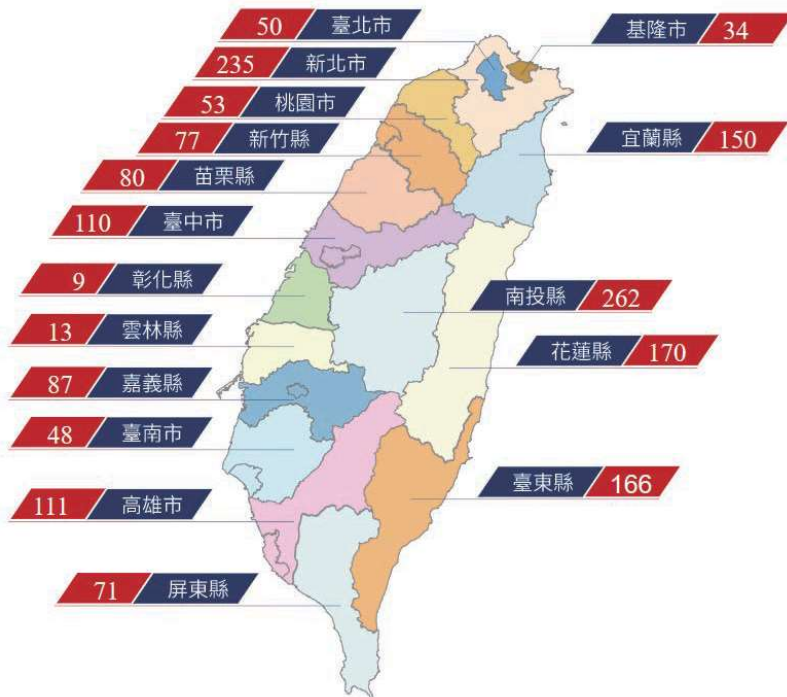 50 臺北市
基隆市 34
235 新北市
53 桃園市
77 新竹縣
宜蘭縣 150
80 苗栗縣
110 臺中市
9 彰化縣
南投縣 262
13 雲林縣
花蓮縣 170
87 嘉義縣
48 臺南市
臺東縣 166
111 高雄市
71 屏東縣